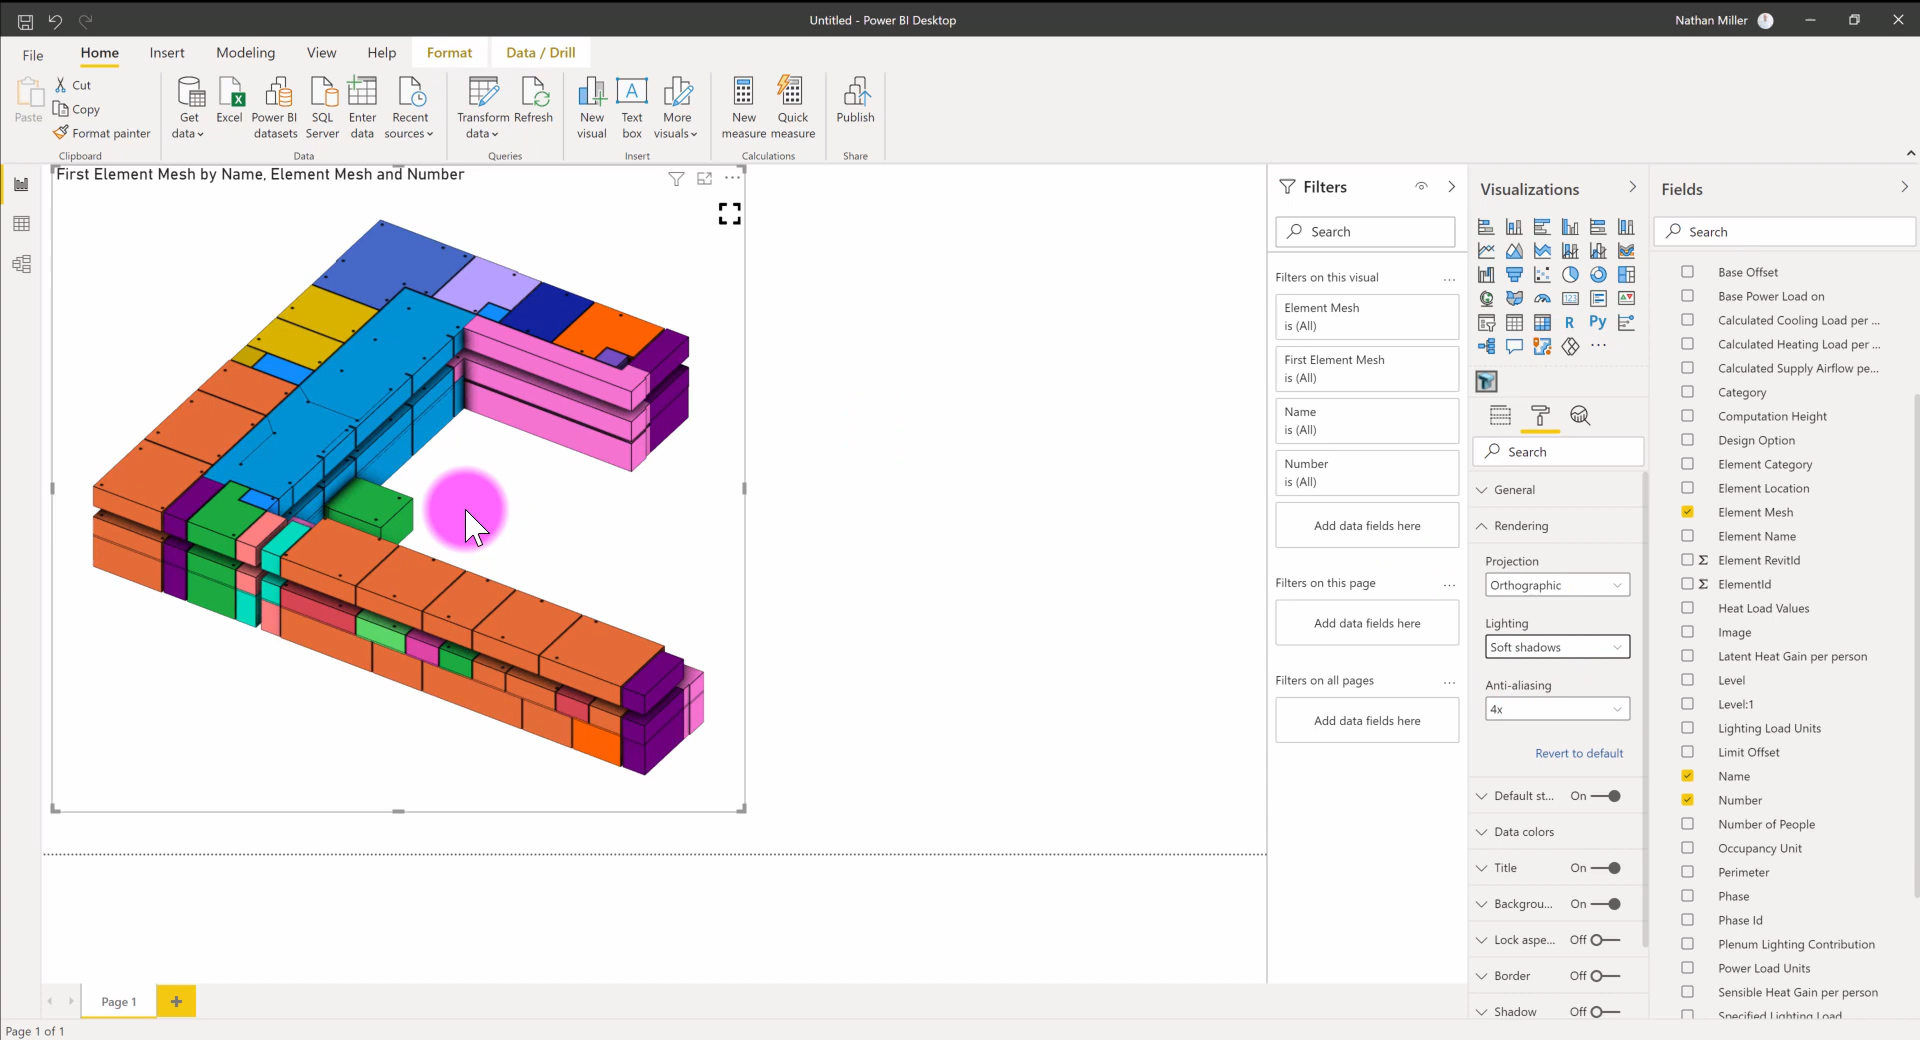 Untitled - Power BI Desktop
Nathan Miller
File
Home
Insert
Modeling
View
Help
Format
Data / Drill
Paste
Cut
Copy
Format painter
Get
data
Excel
Power BI
datasets
SQL
Server
Enter
data
Recent
sources
Transform
data
Refresh
New
visual
Text
box
More
visuals
New
measure
Quick
measure
Publish
Clipboard
Data
Queries
Insert
Calculations
Share
First Element Mesh by Name, Element Mesh and Number
Filters
Search
Filters on this visual
...
Element Mesh
is (All)
First Element Mesh
is (All)
Name
is (All)
Number
is (All)
Add data fields here
Filters on this page
...
Add data fields here
Filters on all pages
...
Add data fields here
Visualizations
123
R
Py
...
Search
General
Rendering
Projection
Orthographic
Lighting
Soft shadows
Anti-aliasing
4x
Revert to default
Default st... On
Data colors
Title On
Backgrou... On
Lock aspe... Off
Border Off
Shadow Off
Fields
Search
Base Offset
Base Power Load on
Calculated Cooling Load per ...
Calculated Heating Load per ...
Calculated Supply Airflow pe...
Category
Computation Height
Design Option
Element Category
Element Location
Element Mesh
Element Name
Σ Element RevitId
Σ ElementId
Heat Load Values
Image
Latent Heat Gain per person
Level
Level:1
Lighting Load Units
Limit Offset
Name
Number
Number of People
Occupancy Unit
Perimeter
Phase
Phase Id
Plenum Lighting Contribution
Power Load Units
Sensible Heat Gain per person
Specified Lighting Load
Page 1
Page 1 of 1